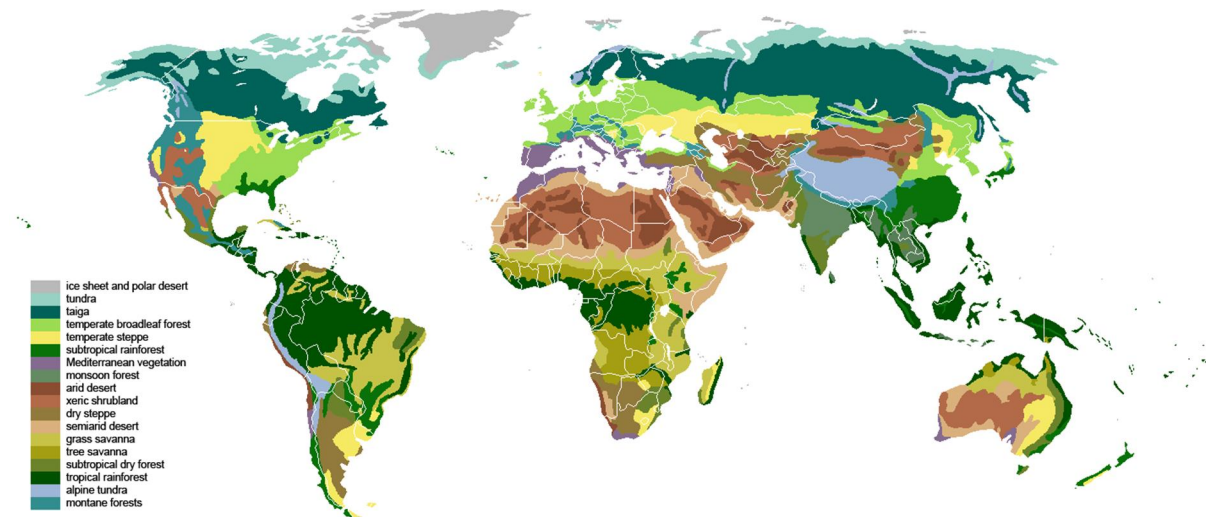 ice sheet and polar desert
tundra
taiga
temperate broadleaf forest
temperate steppe
subtropical rainforest
Mediterranean vegetation
monsoon forest
arid desert
xeric shrubland
dry steppe
semiarid desert
grass savanna
tree savanna
subtropical dry forest
tropical rainforest
alpine tundra
montane forests